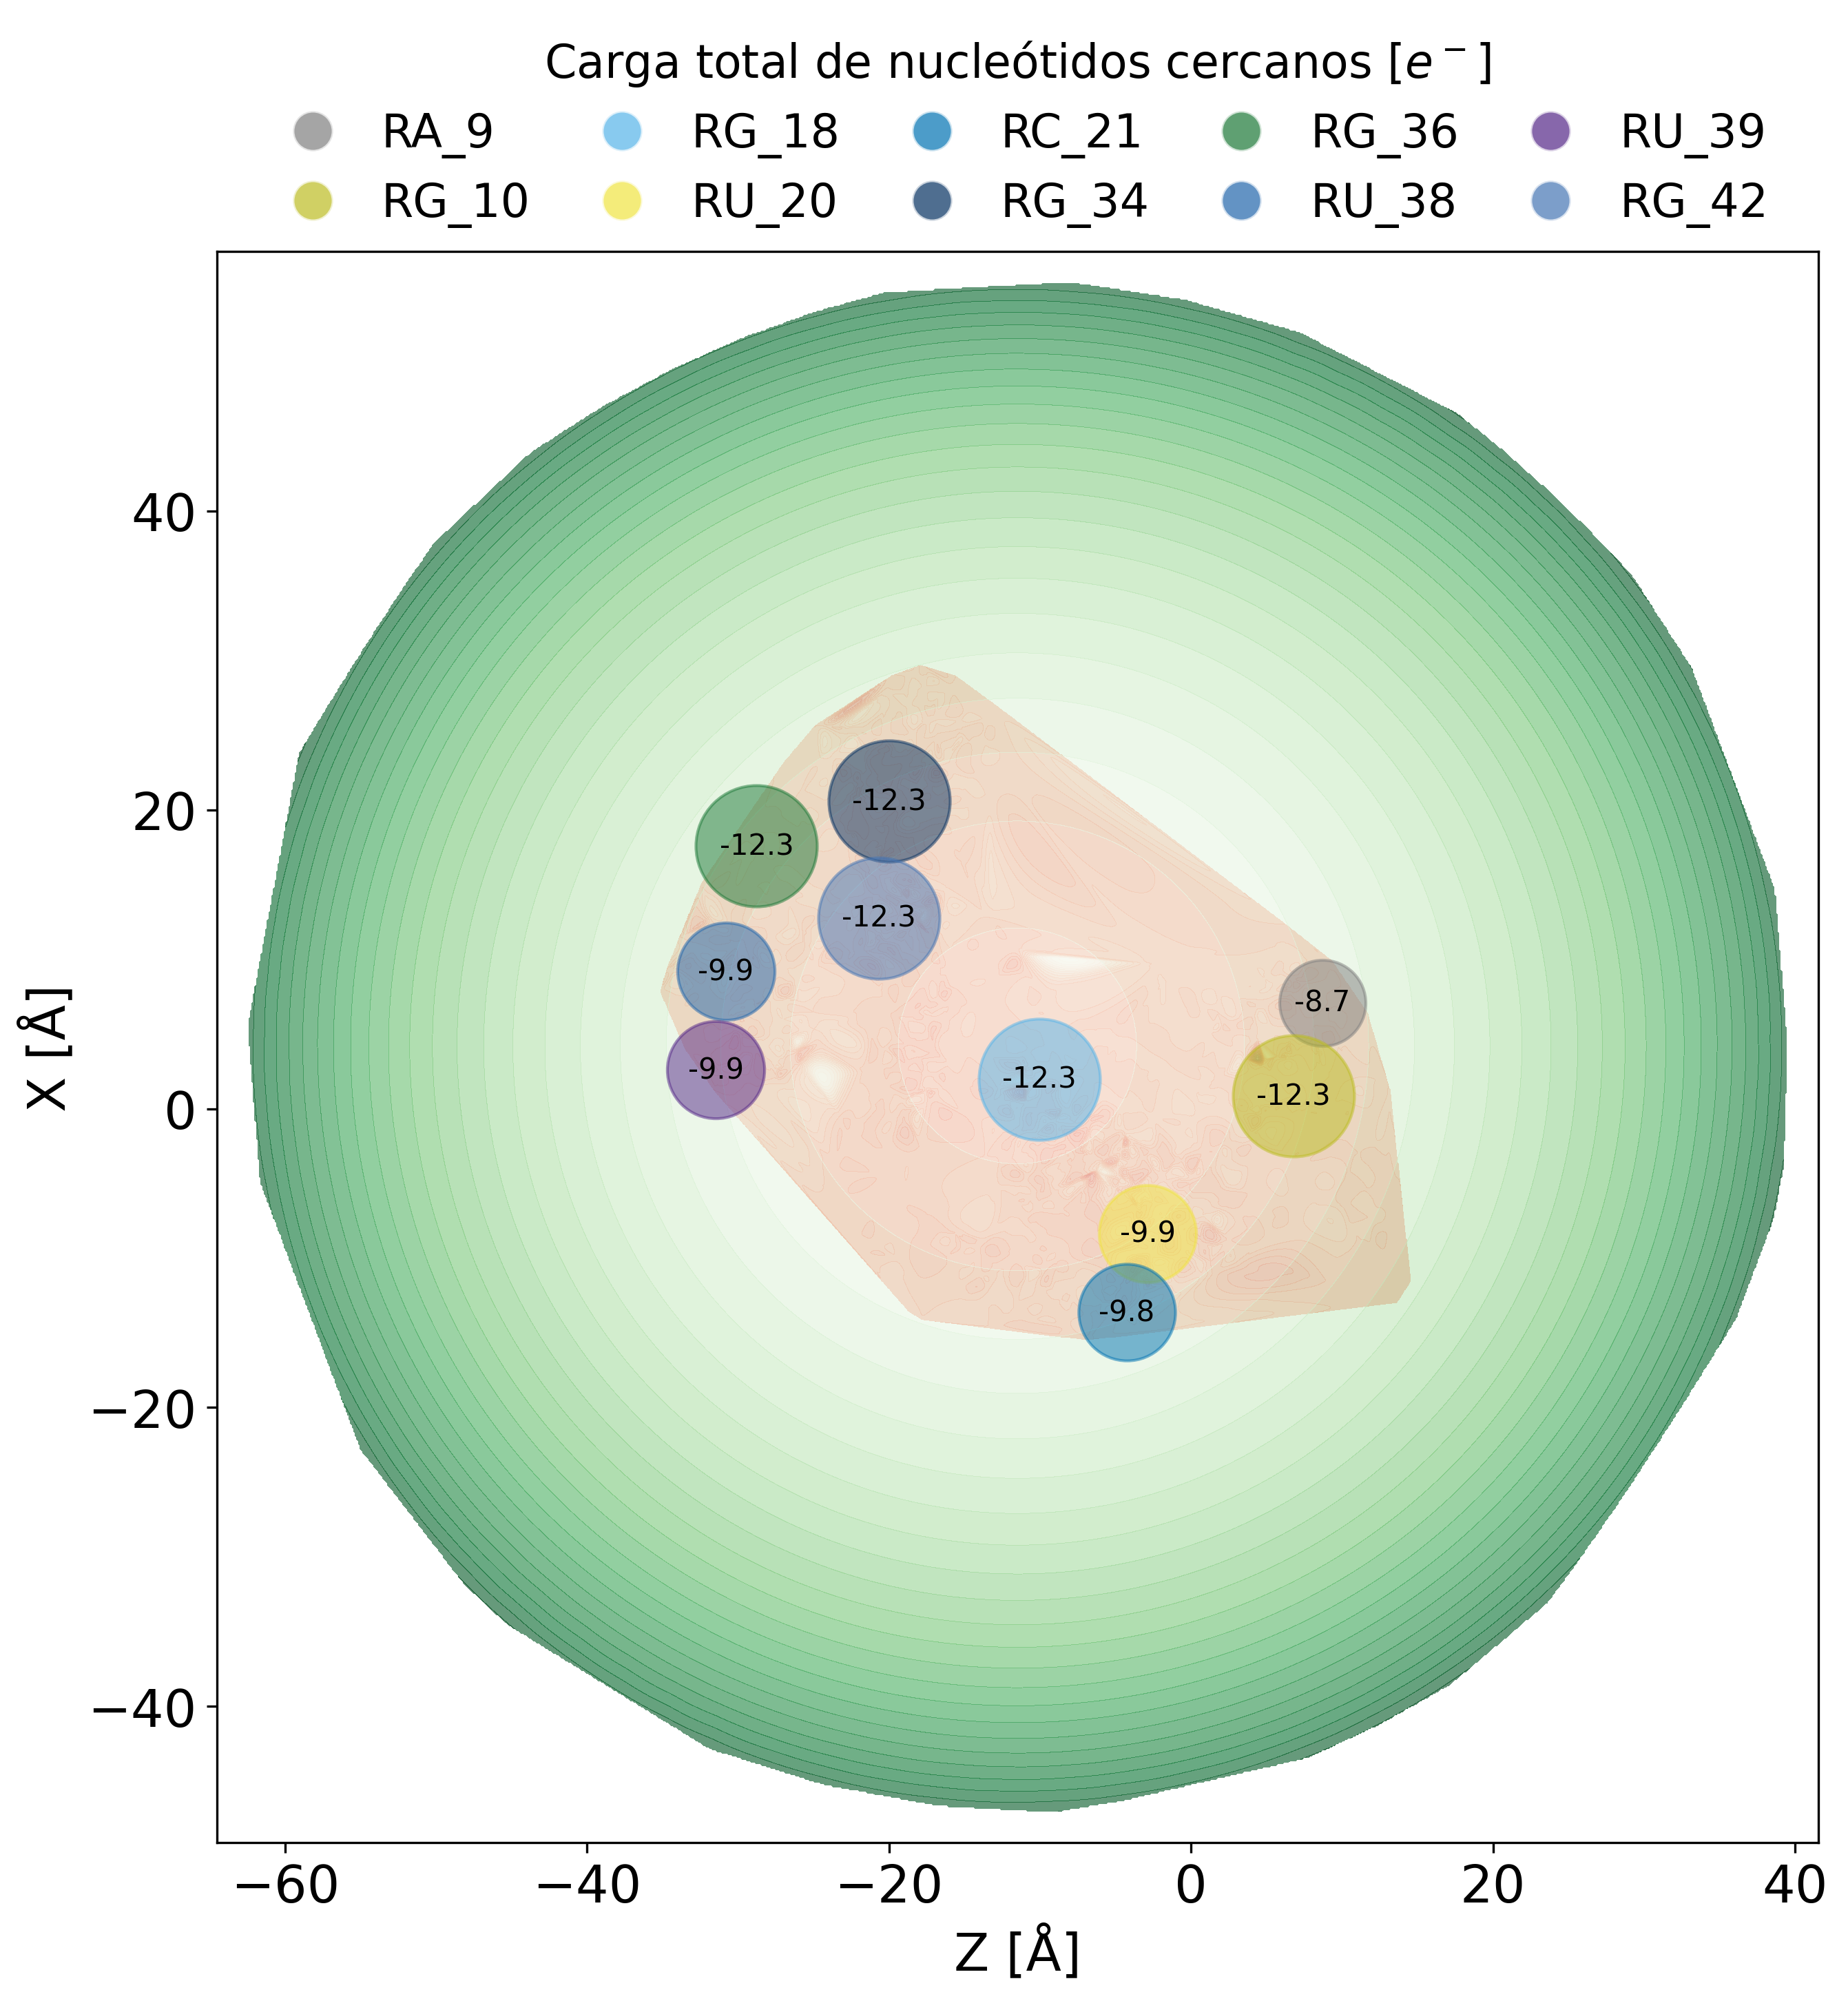 Carga total de nucleótidos cercanos [e⁻]
RA_9 RG_18 RC_21 RG_36 RU_39
RG_10 RU_20 RG_34 RU_38 RG_42
40
-12.3
20
-12.3
-12.3
-9.9
-8.7
-9.9
-12.3
-12.3
X [Å]
0
-9.9
-9.8
−20
−40
−60 −40 −20 0 20 40
Z [Å]